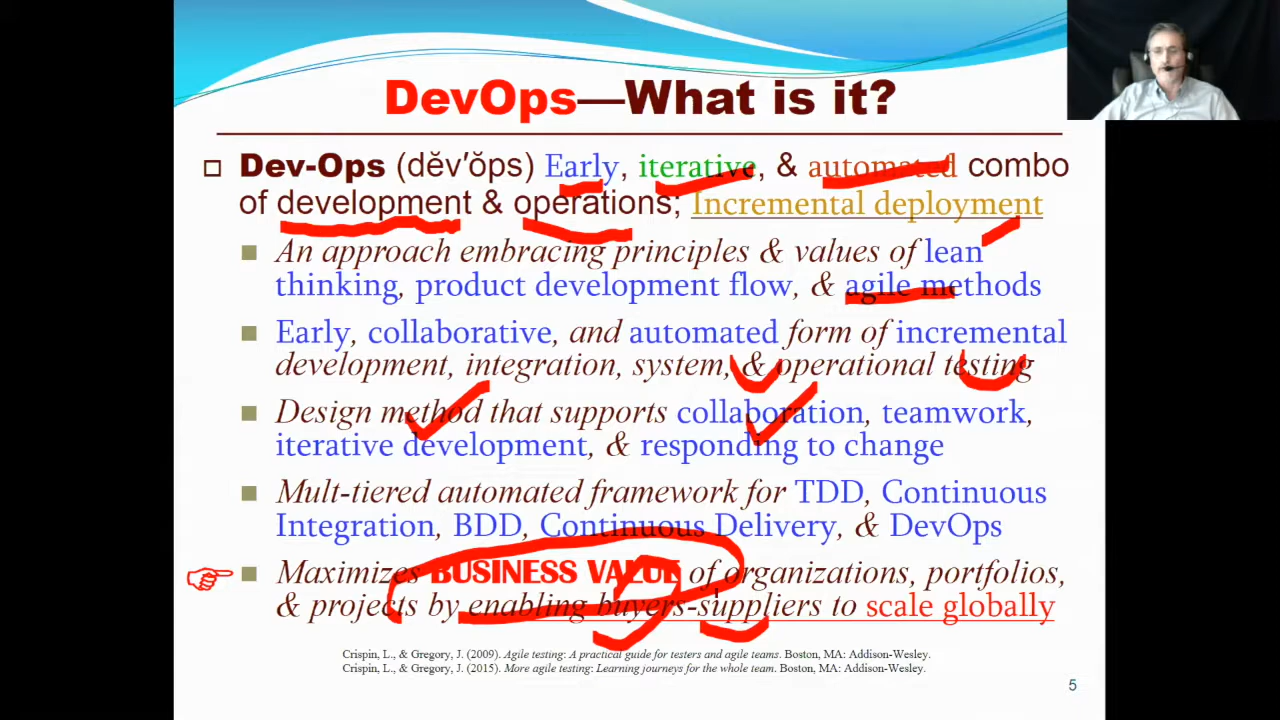 DevOps—What is it?
Dev-Ops (dĕv′ŏps) Early, iterative, & automated combo
of development & operations; Incremental deployment
An approach embracing principles & values of lean
thinking, product development flow, & agile methods
Early, collaborative, and automated form of incremental
development, integration, system, & operational testing
Design method that supports collaboration, teamwork,
iterative development, & responding to change
Mult-tiered automated framework for TDD, Continuous
Integration, BDD, Continuous Delivery, & DevOps
Maximizes BUSINESS VALUE of organizations, portfolios,
& projects by enabling buyers-suppliers to scale globally
Crispin, L., & Gregory, J. (2009). Agile testing: A practical guide for testers and agile teams. Boston, MA: Addison-Wesley.
Crispin, L., & Gregory, J. (2015). More agile testing: Learning journeys for the whole team. Boston, MA: Addison-Wesley.
5